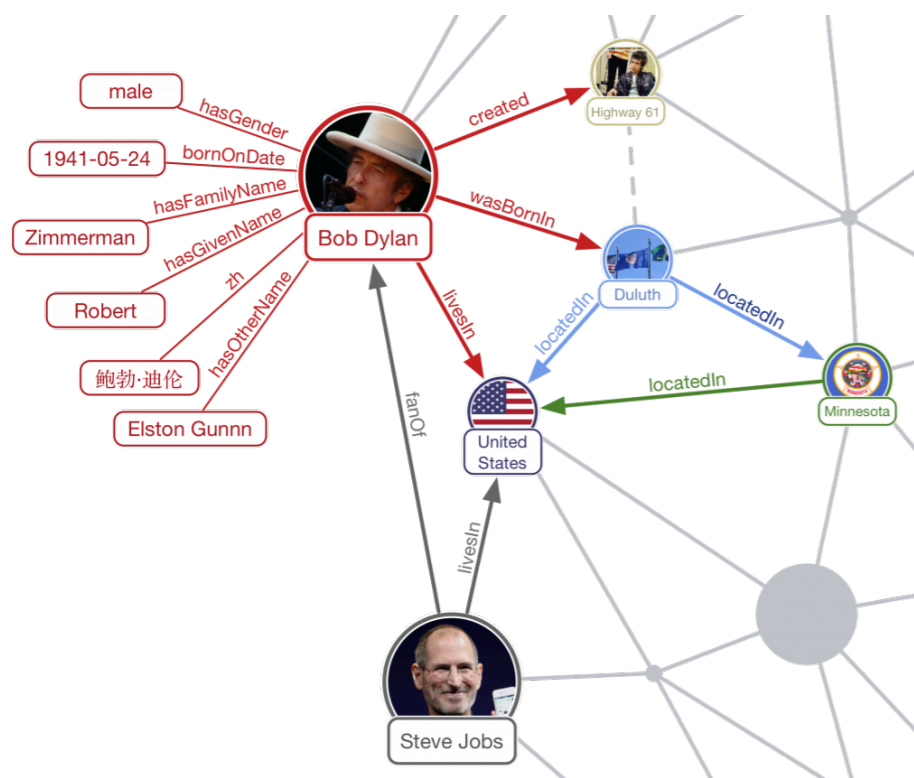 male
hasGender
1941-05-24
bornOnDate
hasFamilyName
Zimmerman
hasGivenName
Robert
zh
鲍勃·迪伦
hasOtherName
Elston Gunnn
Bob Dylan
created
Highway 61
wasBornIn
Duluth
livesIn
locatedIn
locatedIn
locatedIn
Minnesota
United
States
fanOf
livesIn
Steve Jobs